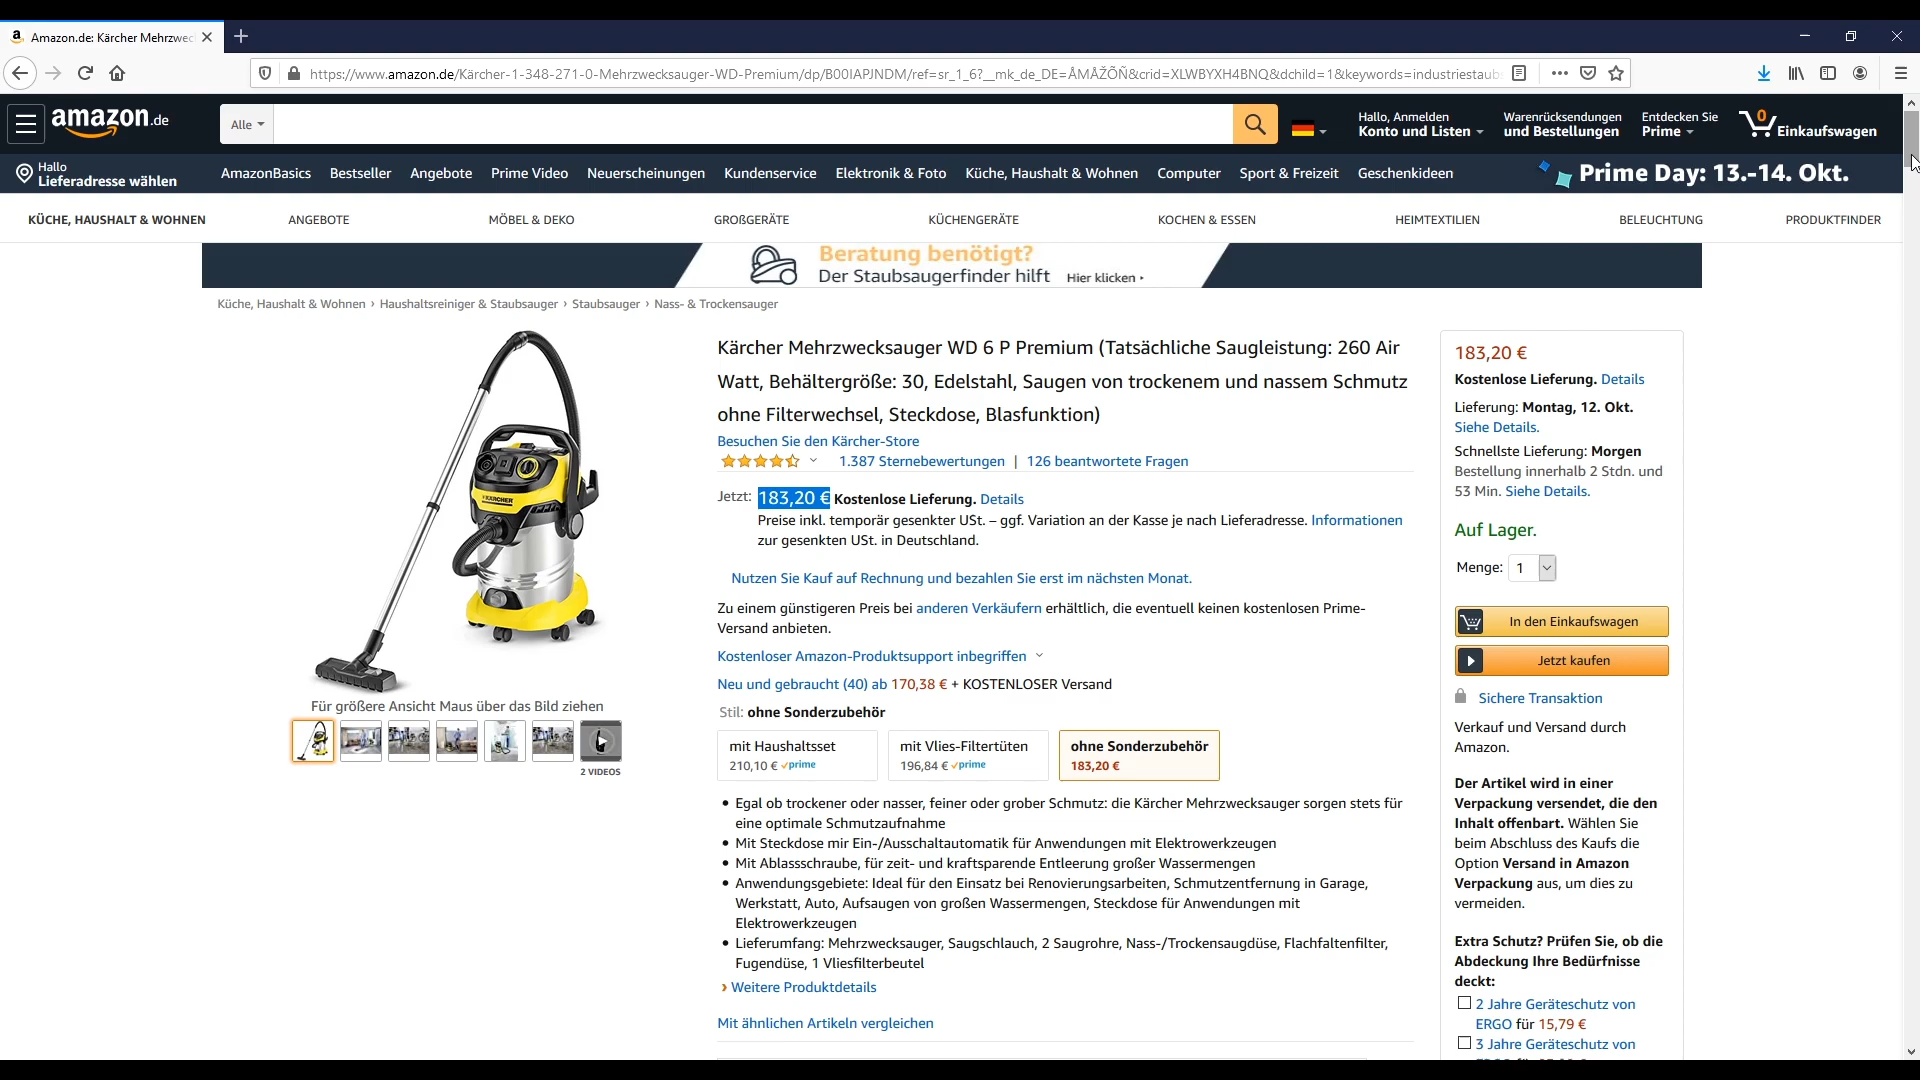 Amazon.de: Kärcher Mehrzwec
https://www.amazon.de/Kärcher-1-348-271-0-Mehrzwecksauger-WD-Premium/dp/B00IAPJNDM/ref=sr_1_6?__mk_de_DE=ÅMÅŽÕÑ&crid=XLWBYXH4BNQ&dchild=1&keywords=industriestaub
amazon.de
Alle
Hallo, Anmelden
Konto und Listen
Warenrücksendungen
und Bestellungen
Entdecken Sie
Prime
0
Einkaufswagen
Hallo
Lieferadresse wählen
AmazonBasics Bestseller Angebote Prime Video Neuerscheinungen Kundenservice Elektronik & Foto Küche, Haushalt & Wohnen Computer Sport & Freizeit Geschenkideen
Prime Day: 13.-14. Okt.
KÜCHE, HAUSHALT & WOHNEN ANGEBOTE MÖBEL & DEKO GROßGERÄTE KÜCHENGERÄTE KOCHEN & ESSEN HEIMTEXTILIEN BELEUCHTUNG PRODUKTFINDER
Beratung benötigt?
Der Staubsaugerfinder hilft Hier klicken
Küche, Haushalt & Wohnen › Haushaltsreiniger & Staubsauger › Staubsauger › Nass- & Trockensauger
KÄRCHER
Für größere Ansicht Maus über das Bild ziehen
2 VIDEOS
Kärcher Mehrzwecksauger WD 6 P Premium (Tatsächliche Saugleistung: 260 Air
Watt, Behältergröße: 30, Edelstahl, Saugen von trockenem und nassem Schmutz
ohne Filterwechsel, Steckdose, Blasfunktion)
Besuchen Sie den Kärcher-Store
1.387 Sternebewertungen | 126 beantwortete Fragen
Jetzt: 183,20 € Kostenlose Lieferung. Details
Preise inkl. temporär gesenkter USt. – ggf. Variation an der Kasse je nach Lieferadresse. Informationen
zur gesenkten USt. in Deutschland.
Nutzen Sie Kauf auf Rechnung und bezahlen Sie erst im nächsten Monat.
Zu einem günstigeren Preis bei anderen Verkäufern erhältlich, die eventuell keinen kostenlosen Prime-
Versand anbieten.
Kostenloser Amazon-Produktsupport inbegriffen
Neu und gebraucht (40) ab 170,38 € + KOSTENLOSER Versand
Stil: ohne Sonderzubehör
mit Haushaltsset
210,10 € prime
mit Vlies-Filtertüten
196,84 € prime
ohne Sonderzubehör
183,20 €
• Egal ob trockener oder nasser, feiner oder grober Schmutz: die Kärcher Mehrzwecksauger sorgen stets für
eine optimale Schmutzaufnahme
• Mit Steckdose mir Ein-/Ausschaltautomatik für Anwendungen mit Elektrowerkzeugen
• Mit Ablassschraube, für zeit- und kraftsparende Entleerung großer Wassermengen
• Anwendungsgebiete: Ideal für den Einsatz bei Renovierungsarbeiten, Schmutzentfernung in Garage,
Werkstatt, Auto, Aufsaugen von großen Wassermengen, Steckdose für Anwendungen mit
Elektrowerkzeugen
• Lieferumfang: Mehrzwecksauger, Saugschlauch, 2 Saugrohre, Nass-/Trockensaugdüse, Flachfaltenfilter,
Fugendüse, 1 Vliesfilterbeutel
› Weitere Produktdetails
Mit ähnlichen Artikeln vergleichen
183,20 €
Kostenlose Lieferung. Details
Lieferung: Montag, 12. Okt.
Siehe Details.
Schnellste Lieferung: Morgen
Bestellung innerhalb 2 Stdn. und
53 Min. Siehe Details.
Auf Lager.
Menge: 1
In den Einkaufswagen
Jetzt kaufen
Sichere Transaktion
Verkauf und Versand durch
Amazon.
Der Artikel wird in einer
Verpackung versendet, die den
Inhalt offenbart. Wählen Sie
beim Abschluss des Kaufs die
Option Versand in Amazon
Verpackung aus, um dies zu
vermeiden.
Extra Schutz? Prüfen Sie, ob die
Abdeckung Ihre Bedürfnisse
deckt:
2 Jahre Geräteschutz von
ERGO für 15,79 €
3 Jahre Geräteschutz von